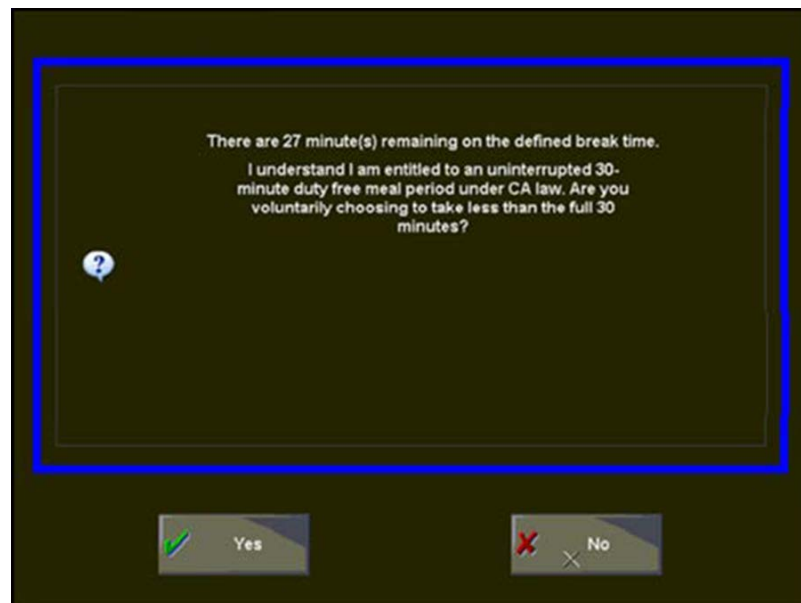 There are 27 minute(s) remaining on the defined break time.
I understand I am entitled to an uninterrupted 30-
minute duty free meal period under CA law. Are you
voluntarily choosing to take less than the full 30
minutes?
?
Yes
No